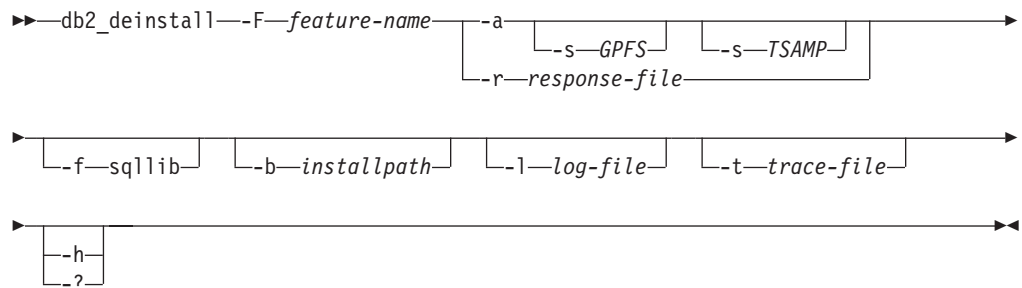 db2_deinstall -F feature-name -a
-s GPFS -s TSAMP
-r response-file
-f sqllib -b installpath -l log-file -t trace-file
-h
-?